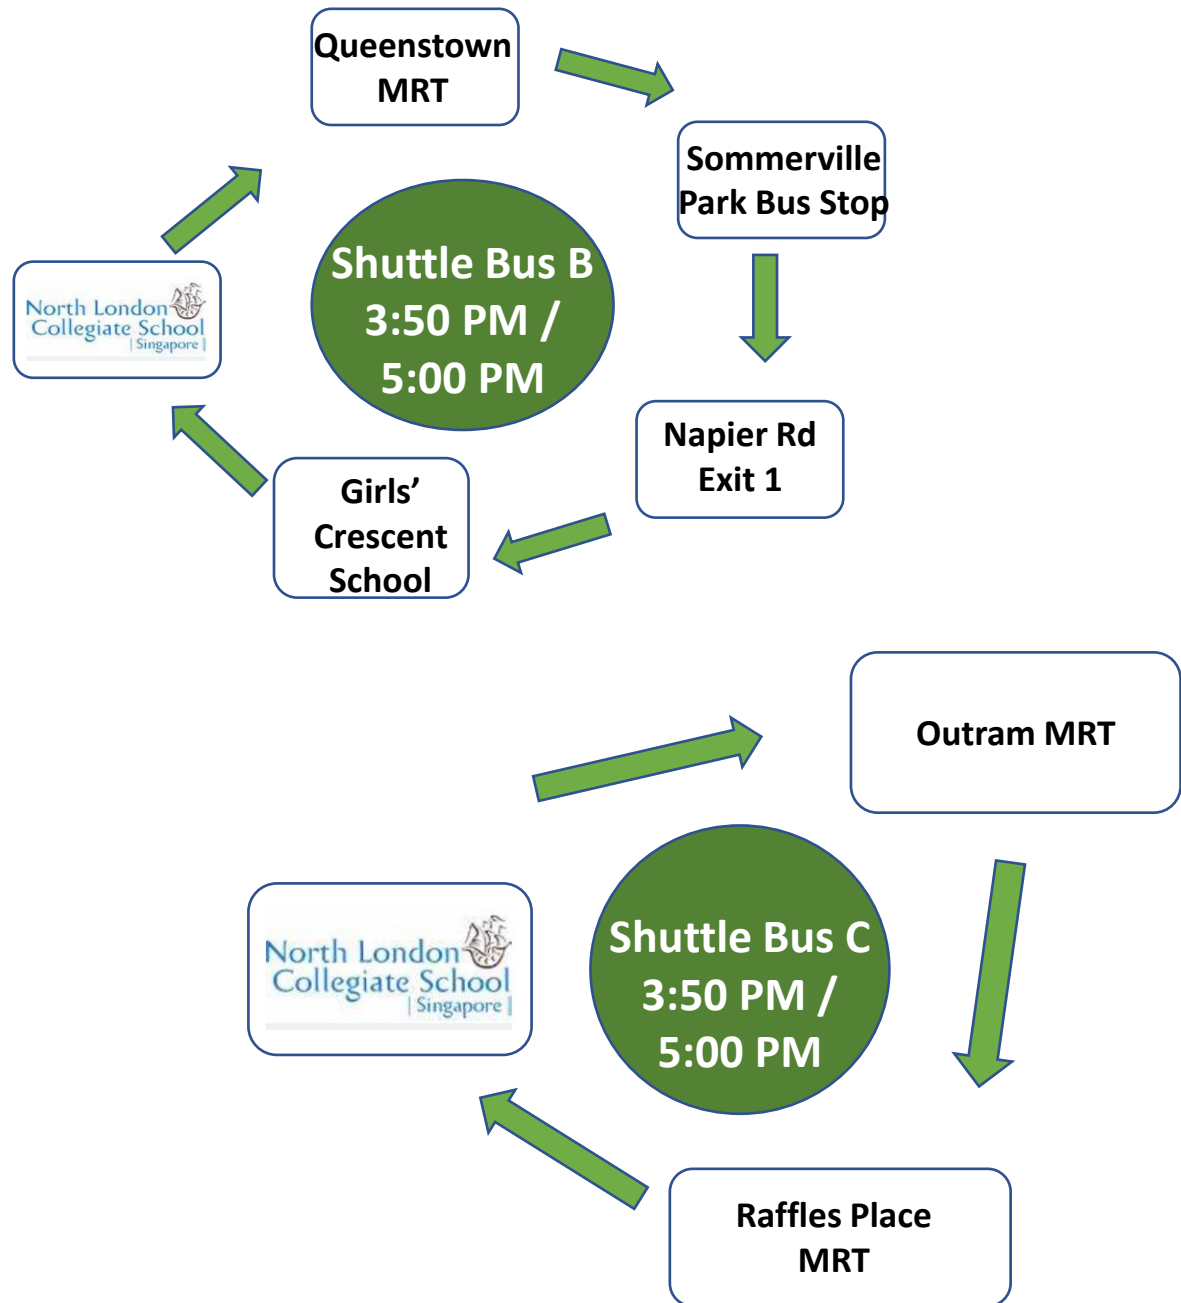 Queenstown
MRT
Sommerville
Park Bus Stop
Shuttle Bus B
3:50 PM /
5:00 PM
North London
Collegiate School
| Singapore |
Napier Rd
Exit 1
Girls’
Crescent
School
Outram MRT
Shuttle Bus C
3:50 PM /
5:00 PM
North London
Collegiate School
| Singapore |
Raffles Place
MRT